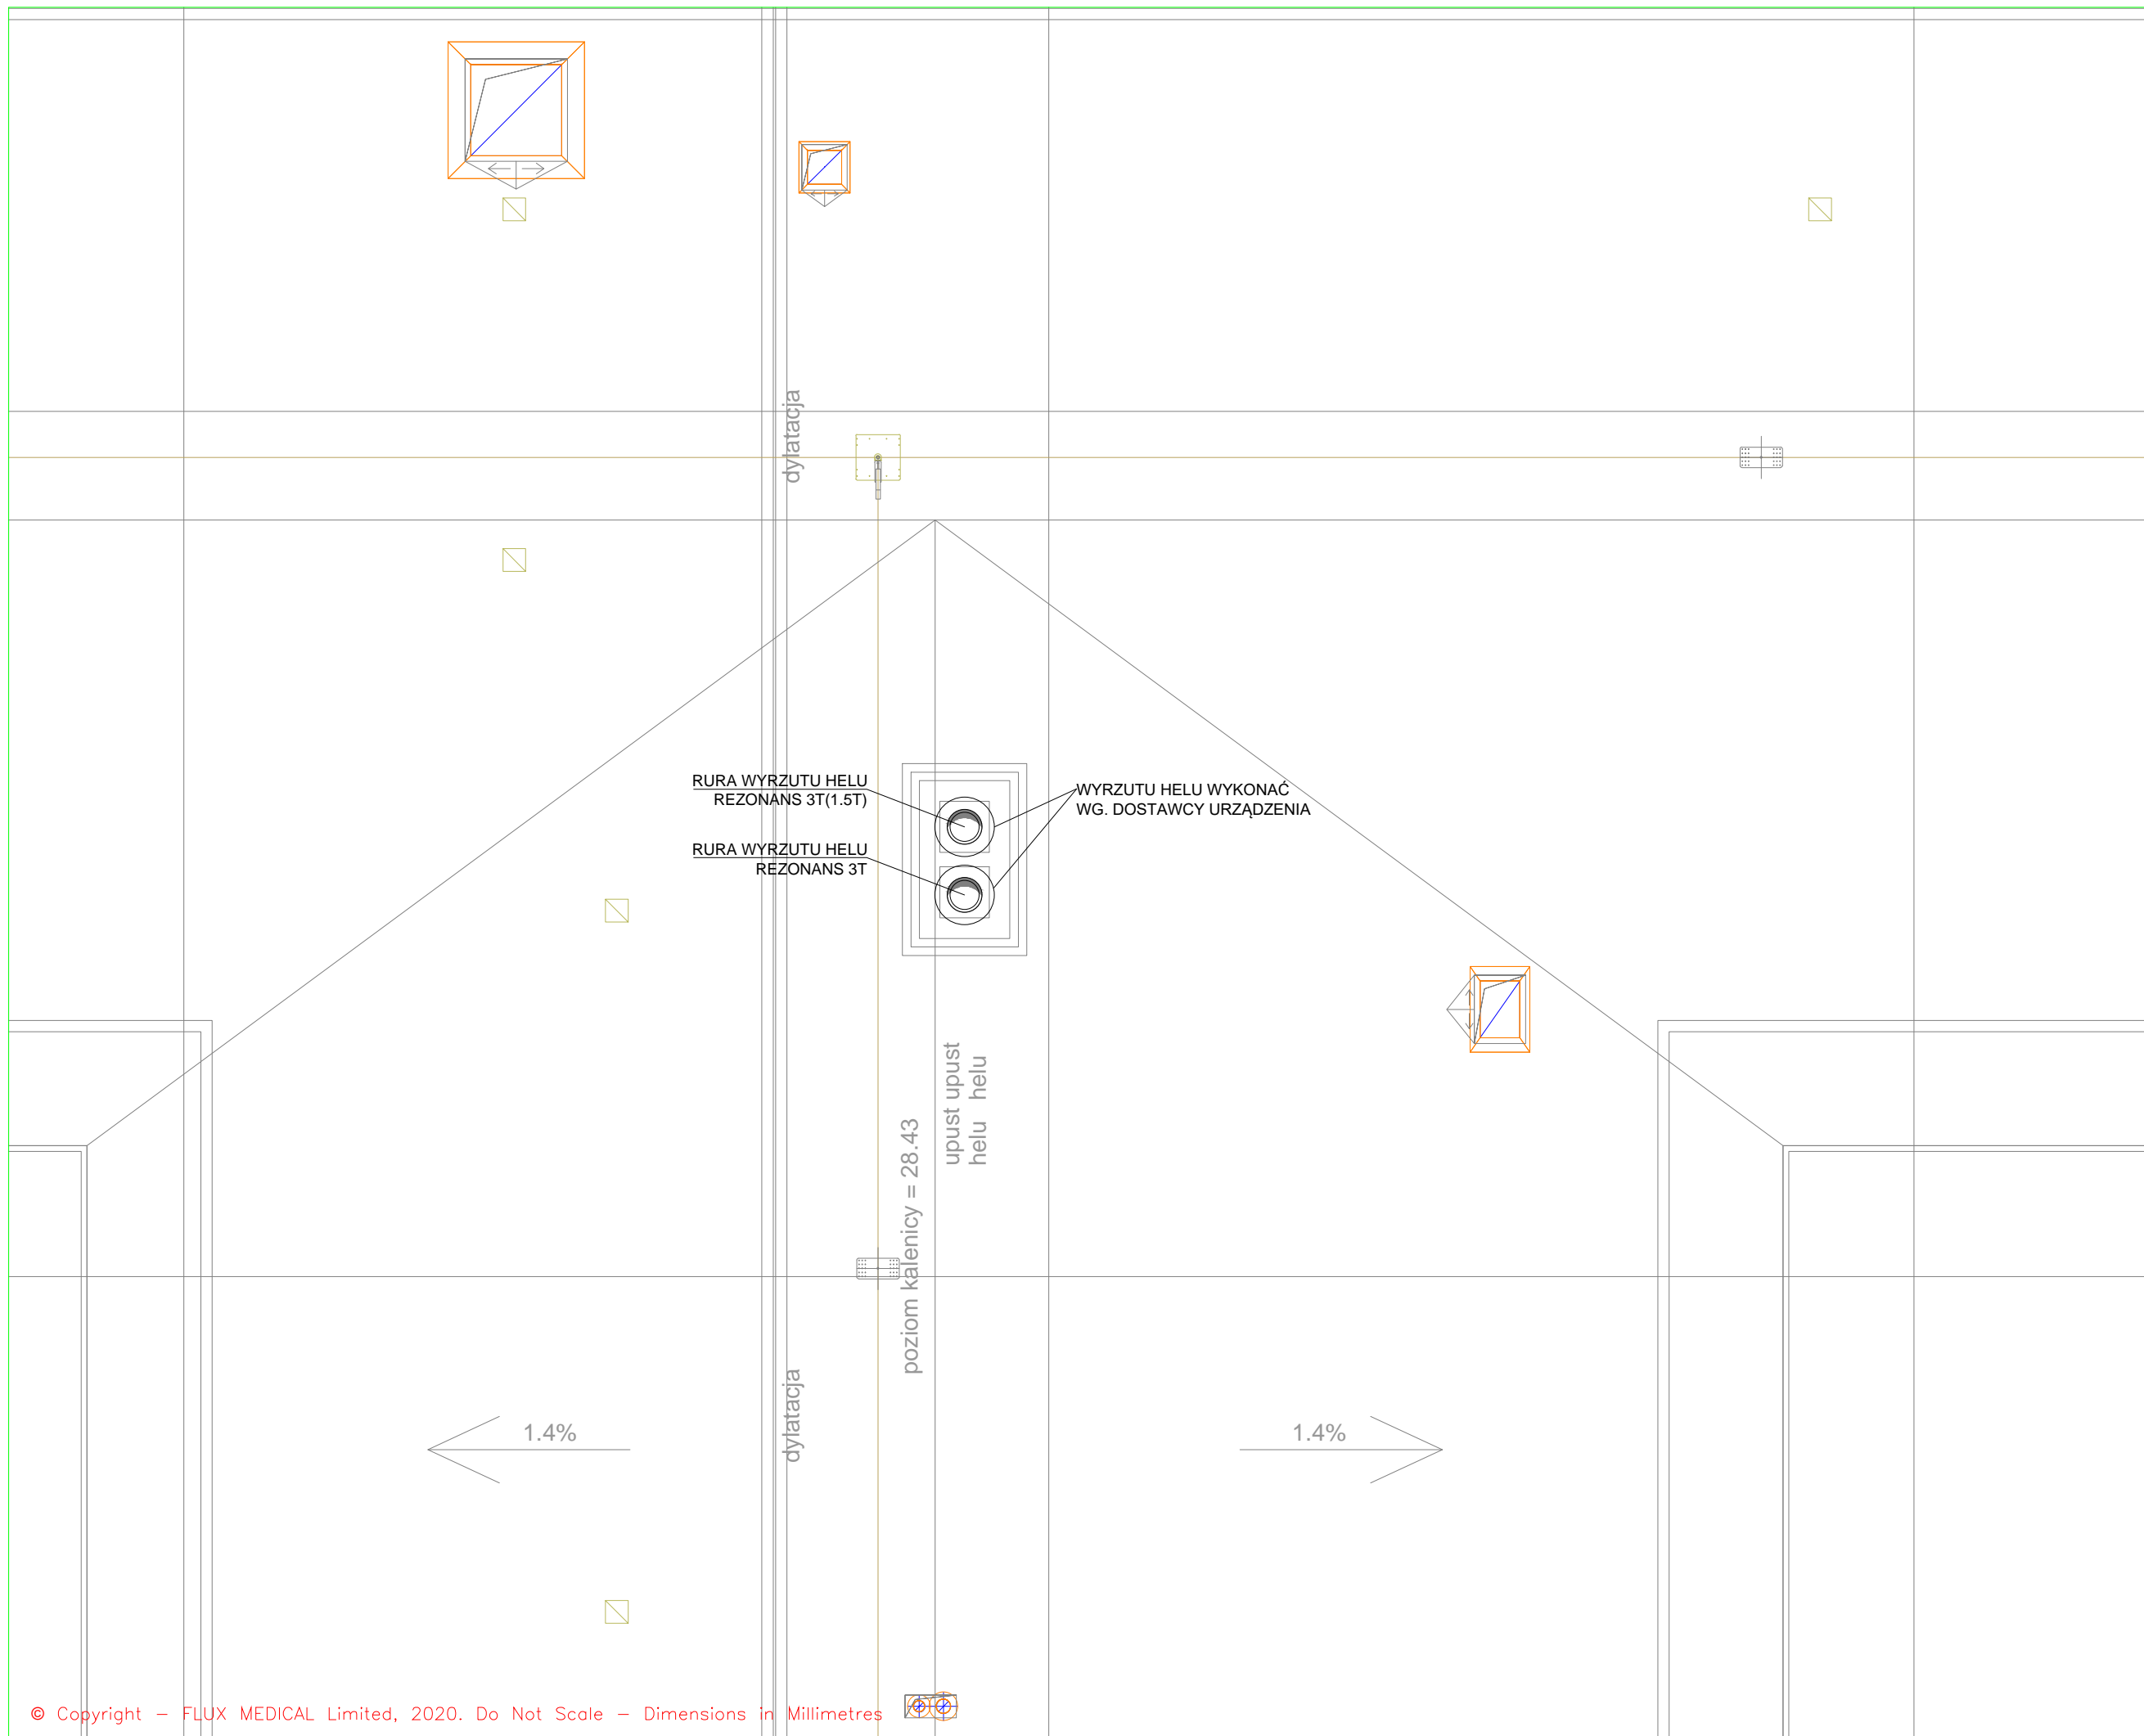 dylatacja
RURA WYRZUTU HELU
REZONANS 3T(1.5T)
WYRZUTU HELU WYKONAĆ
WG. DOSTAWCY URZĄDZENIA
RURA WYRZUTU HELU
REZONANS 3T
upust upust
helu helu
poziom kalenicy = 28.43
dylatacja
1.4%
1.4%
© Copyright – FLUX MEDICAL Limited, 2020. Do Not Scale – Dimensions in Millimetres